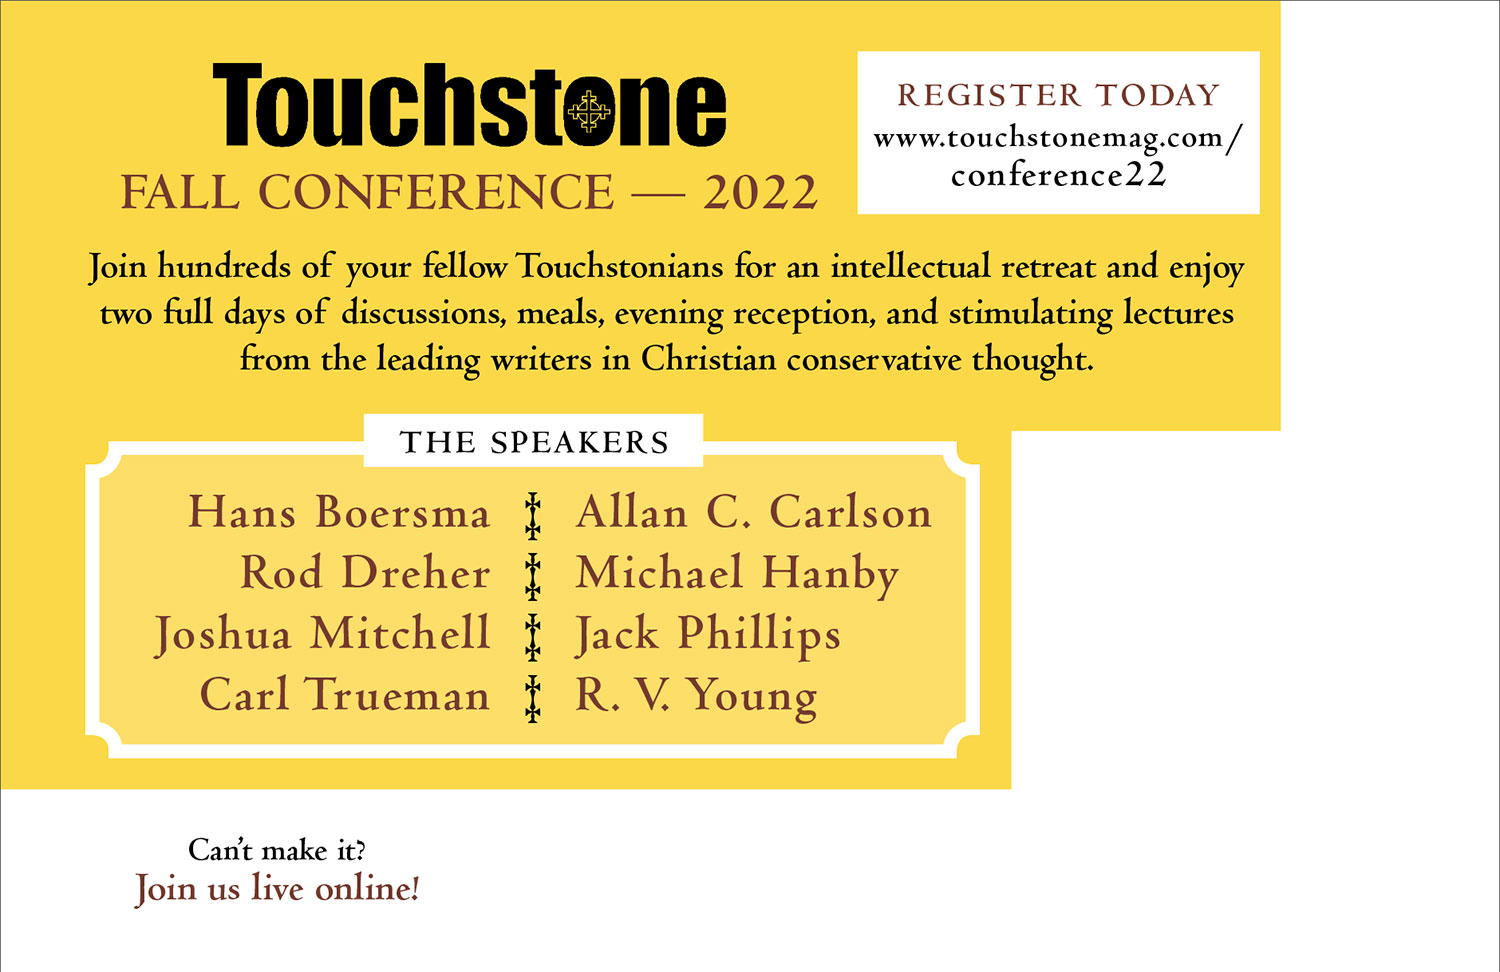 Touchstone
FALL CONFERENCE — 2022
REGISTER TODAY
www.touchstonemag.com/
conference22
Join hundreds of your fellow Touchstonians for an intellectual retreat and enjoy
two full days of discussions, meals, evening reception, and stimulating lectures
from the leading writers in Christian conservative thought.
THE SPEAKERS
Hans Boersma
Allan C. Carlson
Rod Dreher
Michael Hanby
Joshua Mitchell
Jack Phillips
Carl Trueman
R. V. Young
Can't make it?
Join us live online!